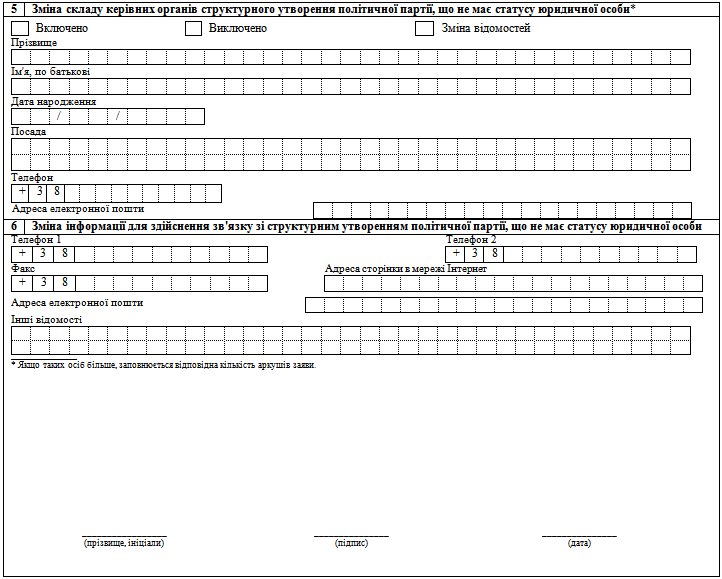 5 Зміна складу керівних органів структурного утворення політичної партії, що не має статусу юридичної особи*
Включено Виключено Зміна відомостей
Прізвище
Ім'я, по батькові
Дата народження
/ /
Посада
Телефон
+ 3 8
Адреса електронної пошти
6 Зміна інформації для здійснення зв'язку зі структурним утворенням політичної партії, що не має статусу юридичної особи
Телефон 1 Телефон 2
+ 3 8 + 3 8
Факс Адреса сторінки в мережі Інтернет
+ 3 8
Адреса електронної пошти
Інші відомості
* Якщо таких осіб більше, заповнюється відповідна кількість аркушів заяви.
(прізвище, ініціали) (підпис) (дата)